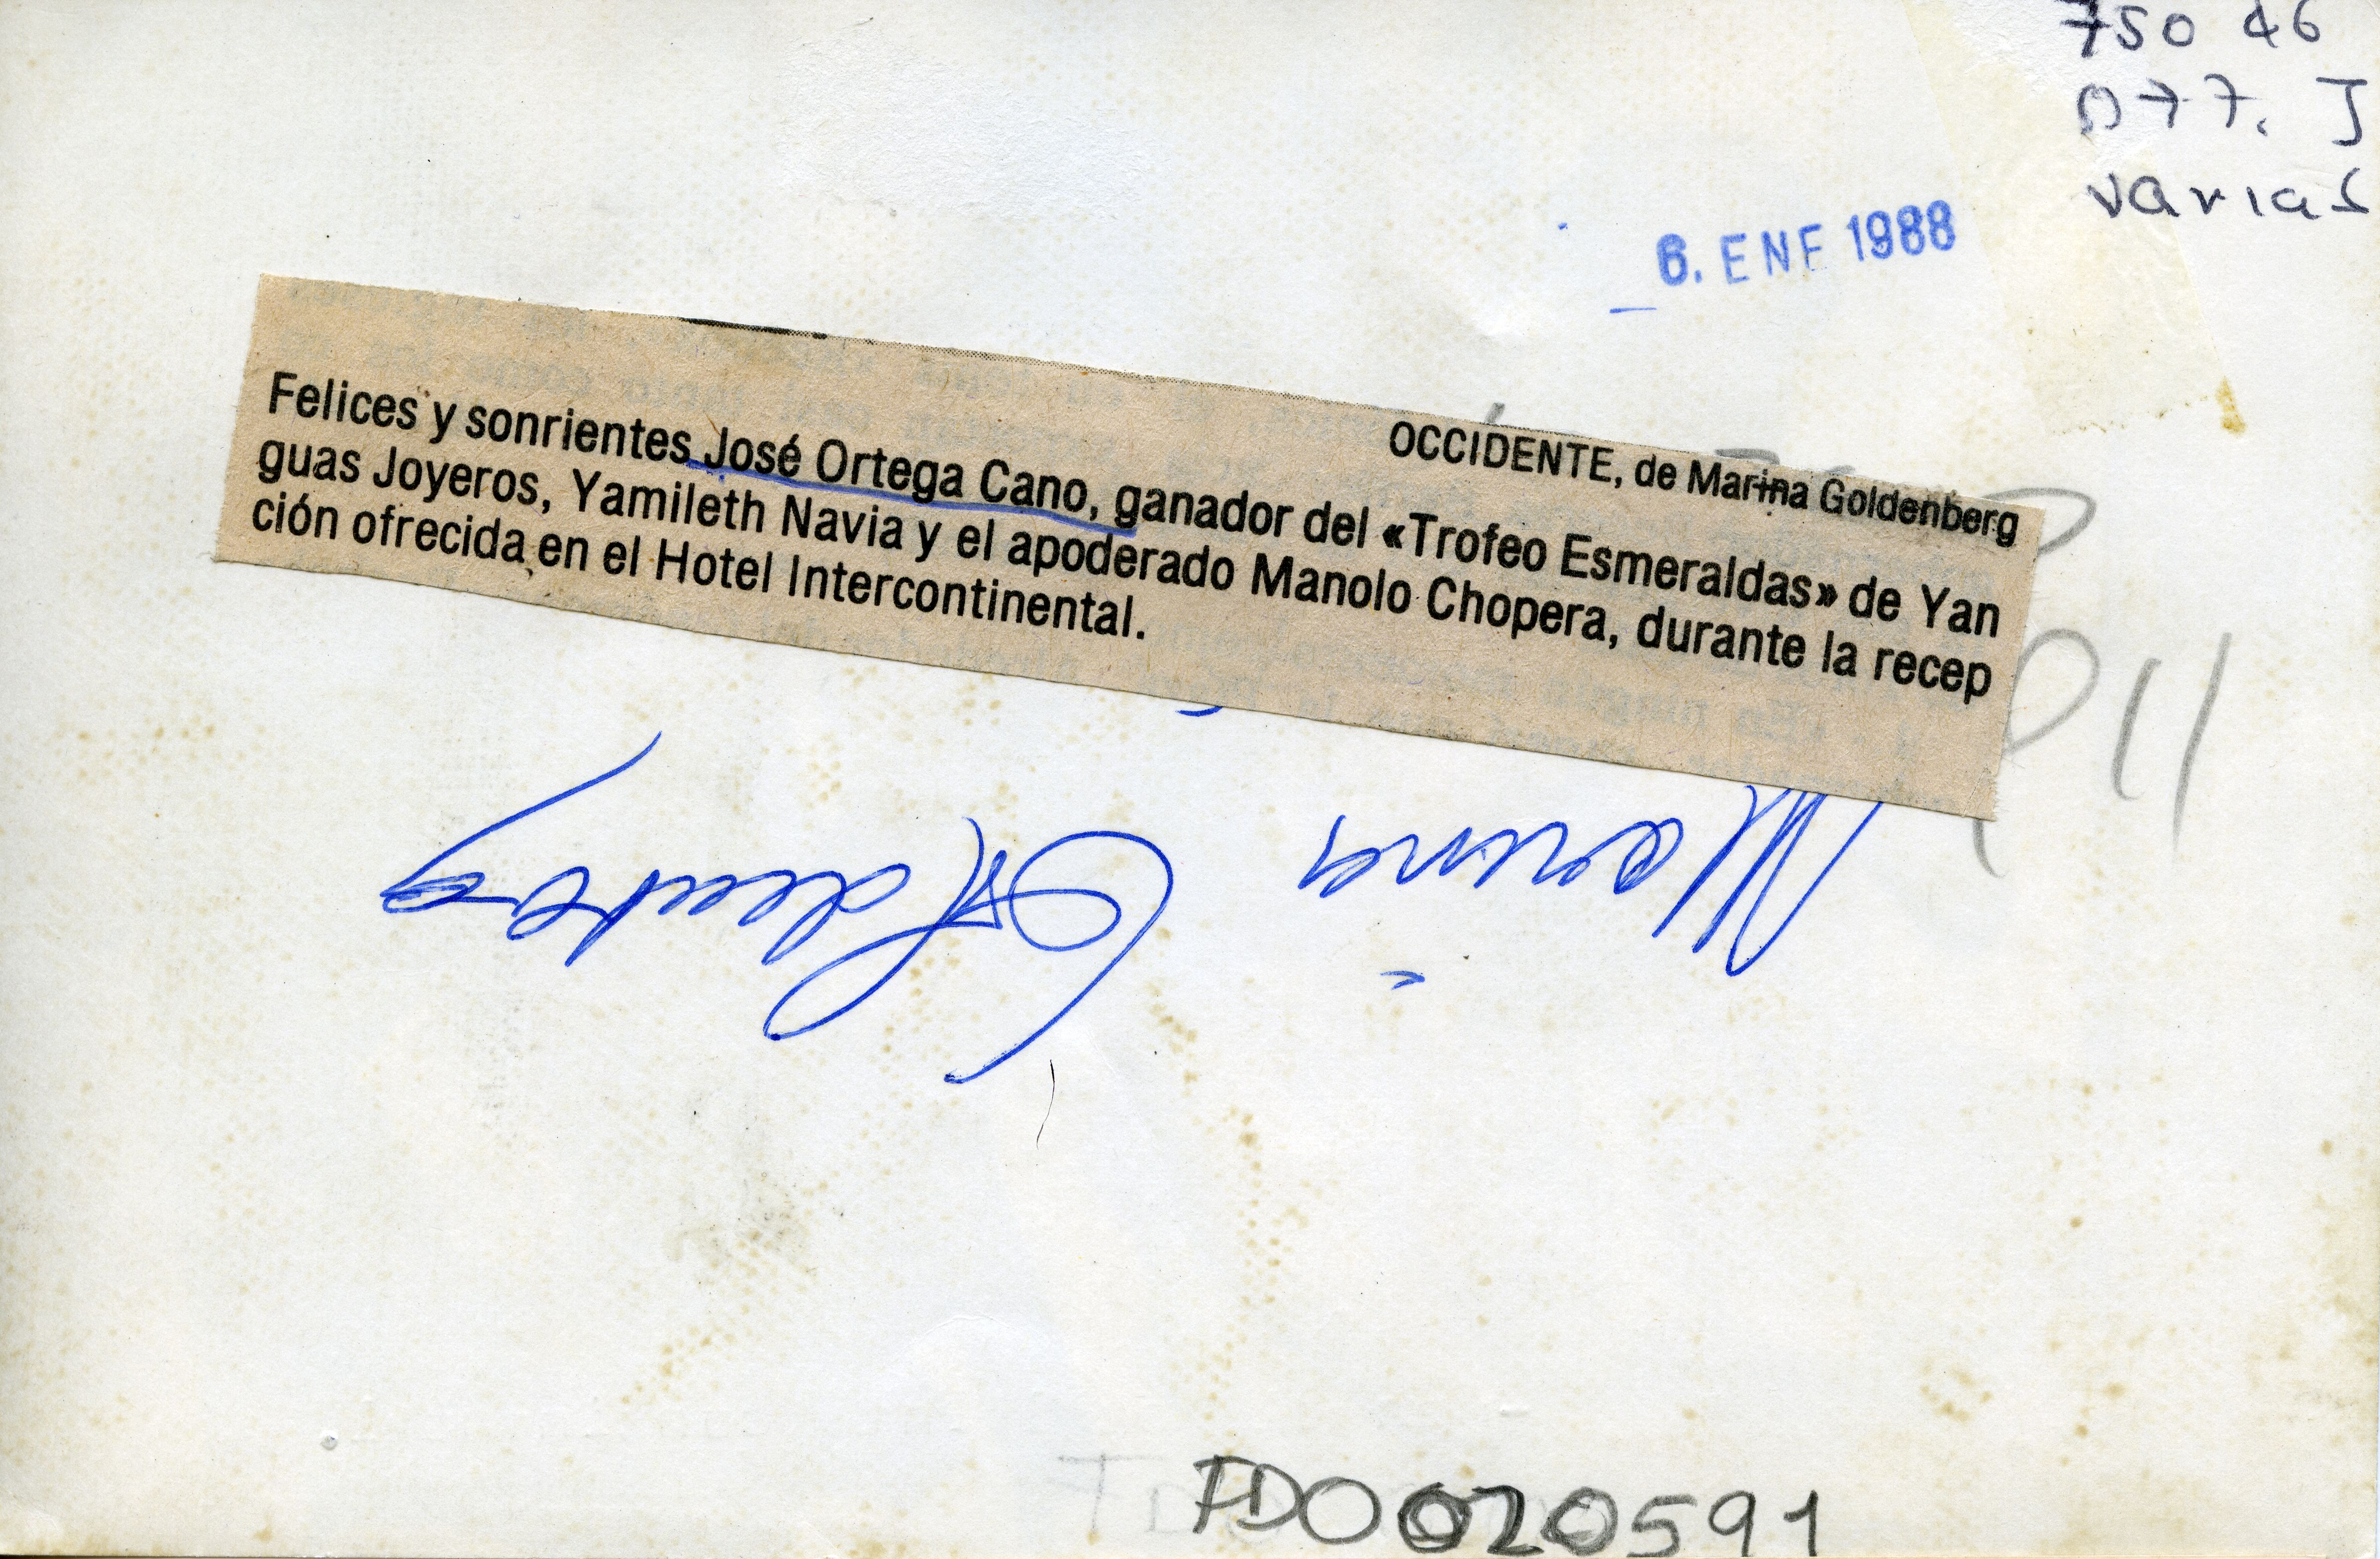 750 46
077. J
varias
6. ENE 1988
OCCIDENTE, de Marina Goldenberg
Felices y sonrientes José Ortega Cano, ganador del «Trofeo Esmeraldas» de Yan
guas Joyeros, Yamileth Navia y el apoderado Manolo Chopera, durante la recep
ción ofrecida en el Hotel Intercontinental.
Marina Goldenberg
FD0020591